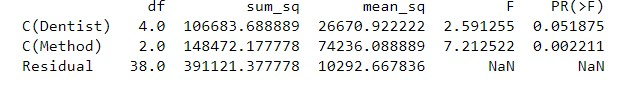 df sum_sq mean_sq F PR(>F)
C(Dentist) 4.0 106683.688889 26670.922222 2.591255 0.051875
C(Method) 2.0 148472.177778 74236.088889 7.212522 0.002211
Residual 38.0 391121.377778 10292.667836 NaN NaN